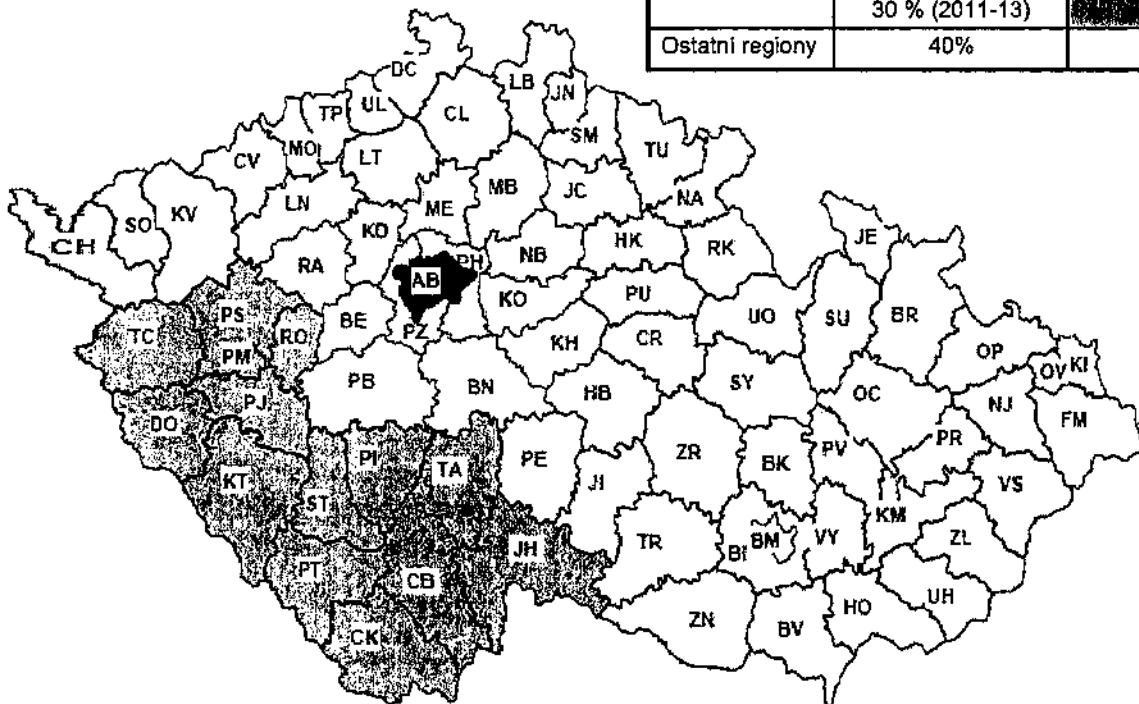 30 % (2011-13)
Ostatní regiony 40%
DC
LB
JN
TP
UL
CL
SM
TU
MO
CV
LT
MB
JC
NA
JE
SO
KV
LN
ME
CH
KD
NB
HK
RK
RA
PH
AB
PS
KO
PU
UO
SU
BR
TC
RO
BE
PZ
KH
CR
OP
OV
KI
PM
PB
BN
SY
HB
OC
NJ
FM
PJ
DO
PI
TA
PE
ZR
BK
PV
PR
KT
ST
JI
KM
VS
JH
TR
BI
BM
VY
ZL
PT
CB
UH
HO
CK
ZN
BV